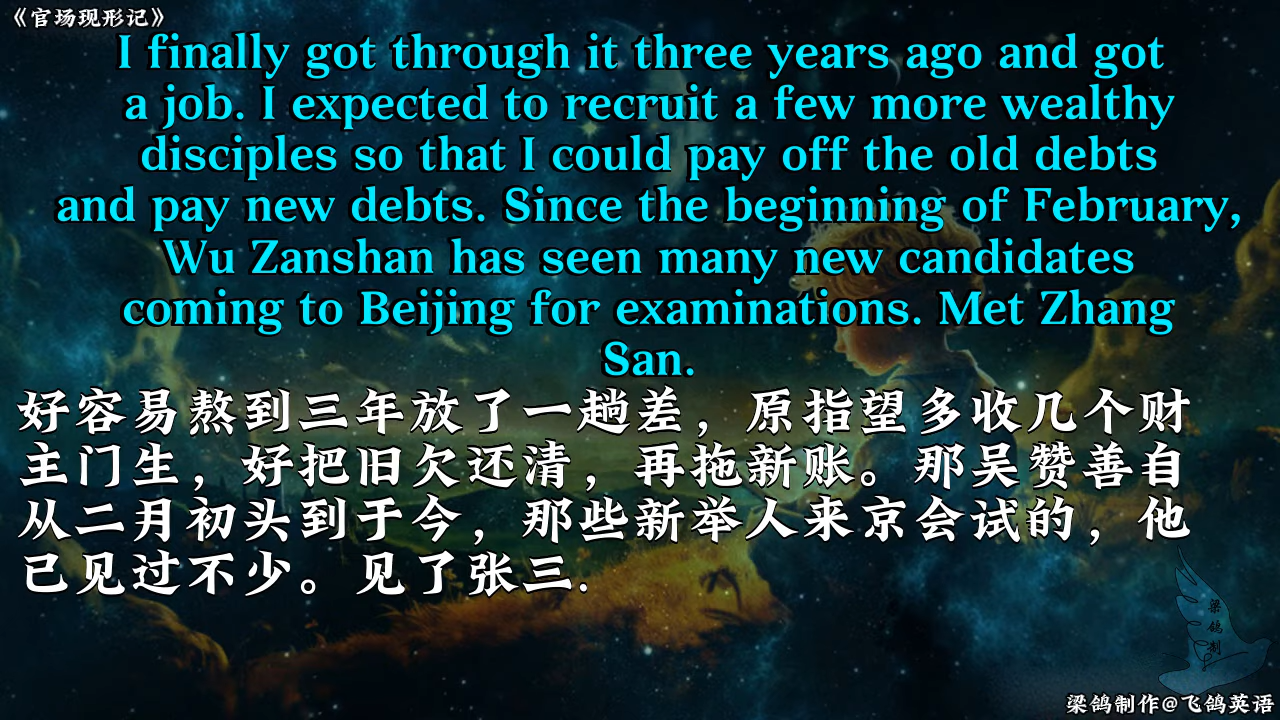 《官场现形记》
I finally got through it three years ago and got
a job. I expected to recruit a few more wealthy
disciples so that I could pay off the old debts
and pay new debts. Since the beginning of February,
Wu Zanshan has seen many new candidates
coming to Beijing for examinations. Met Zhang
San.
好容易熬到三年放了一趟差，原指望多收几个财
主门生，好把旧欠还清，再拖新账。那吴赞善自
从二月初头到于今，那些新举人来京会试的，他
已见过不少。见了张三.
梁
鸽
制
梁鸽制作@飞鸽英语